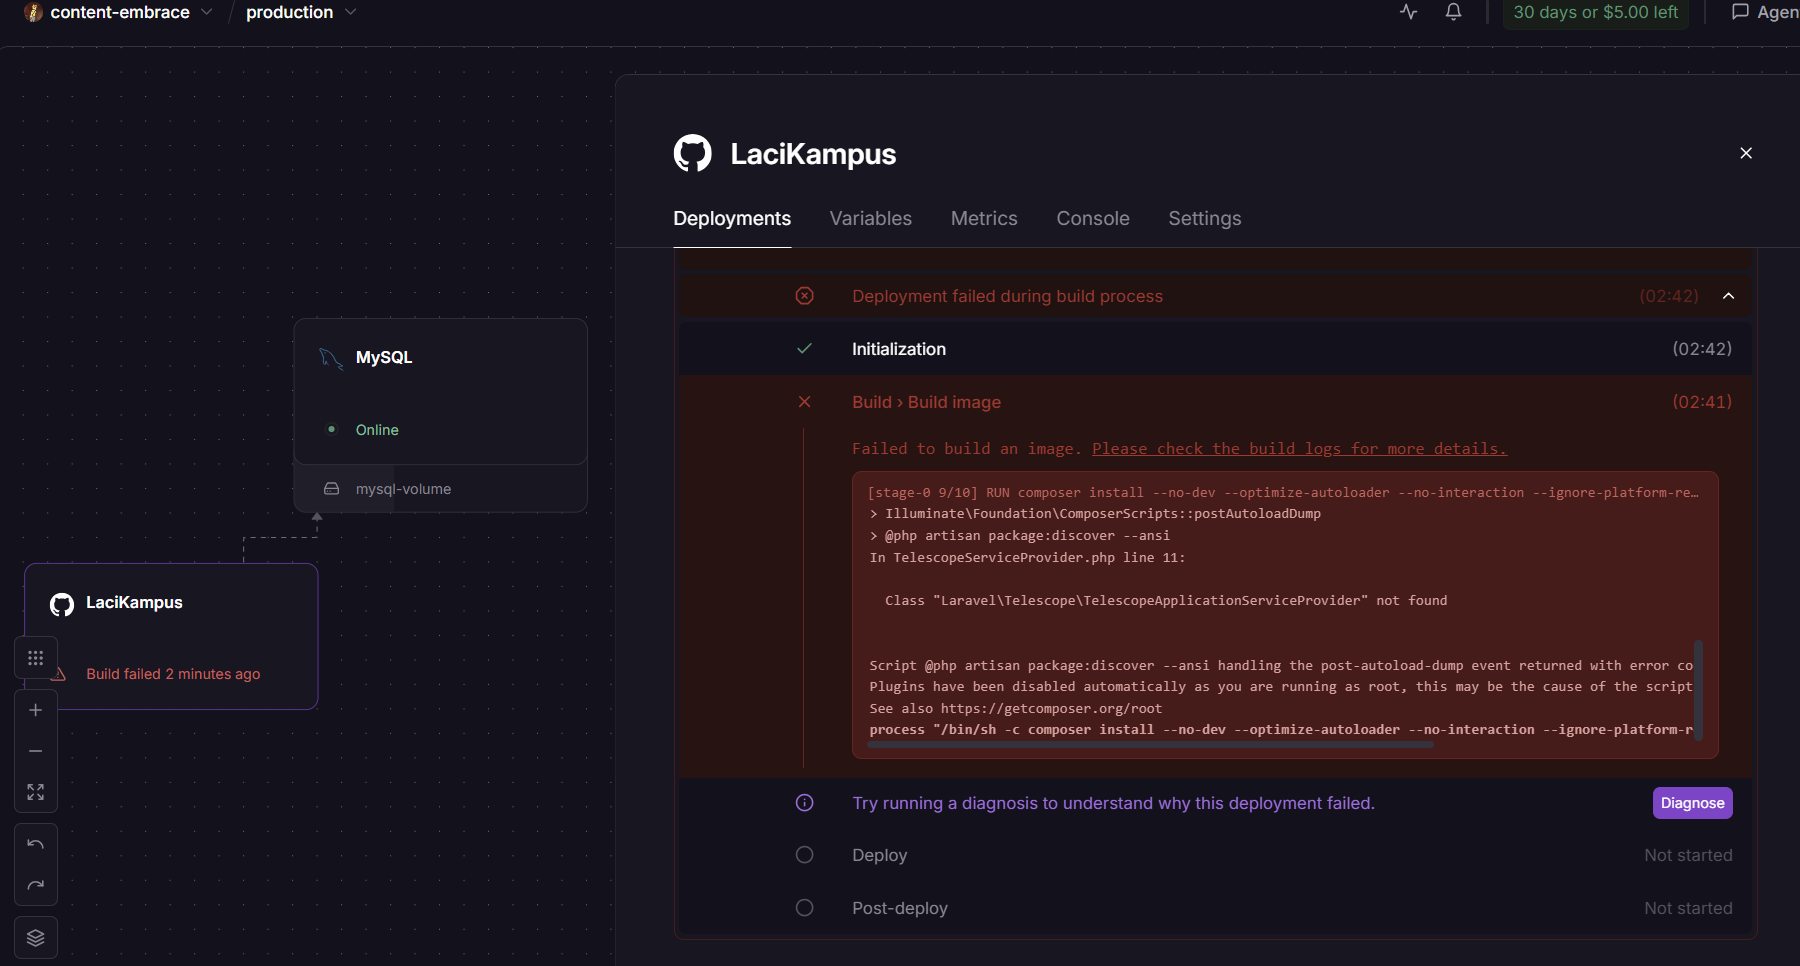 content-embrace
production
30 days or $5.00 left
MySQL
Online
mysql-volume
LaciKampus
Build failed 2 minutes ago
LaciKampus
Deployments Variables Metrics Console Settings
Deployment failed during build process (02:42)
Initialization (02:42)
Build › Build image (02:41)
Failed to build an image. Please check the build logs for more details.
[stage-0 9/10] RUN composer install --no-dev --optimize-autoloader --no-interaction --ignore-platform-re…
> Illuminate\Foundation\ComposerScripts::postAutoloadDump
> @php artisan package:discover --ansi
In TelescopeServiceProvider.php line 11:
Class "Laravel\Telescope\TelescopeApplicationServiceProvider" not found
Script @php artisan package:discover --ansi handling the post-autoload-dump event returned with error co
Plugins have been disabled automatically as you are running as root, this may be the cause of the script
See also https://getcomposer.org/root
process "/bin/sh -c composer install --no-dev --optimize-autoloader --no-interaction --ignore-platform-r
Try running a diagnosis to understand why this deployment failed. Diagnose
Deploy Not started
Post-deploy Not started